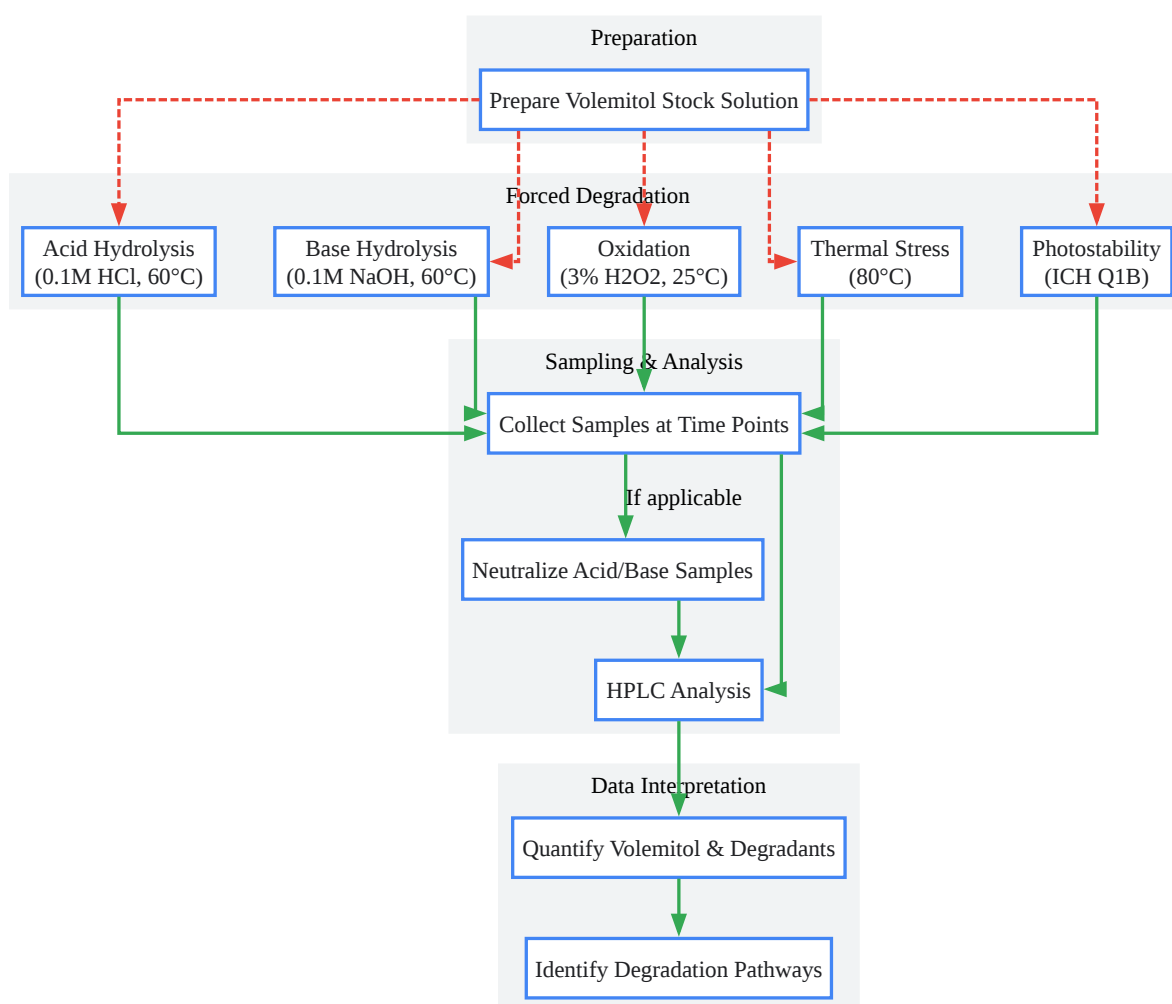 Preparation
Prepare Volemitol Stock Solution
Forced Degradation
Acid Hydrolysis
(0.1M HCl, 60°C)
Base Hydrolysis
(0.1M NaOH, 60°C)
Oxidation
(3% H2O2, 25°C)
Thermal Stress
(80°C)
Photostability
(ICH Q1B)
Sampling & Analysis
Collect Samples at Time Points
If applicable
Neutralize Acid/Base Samples
HPLC Analysis
Data Interpretation
Quantify Volemitol & Degradants
Identify Degradation Pathways